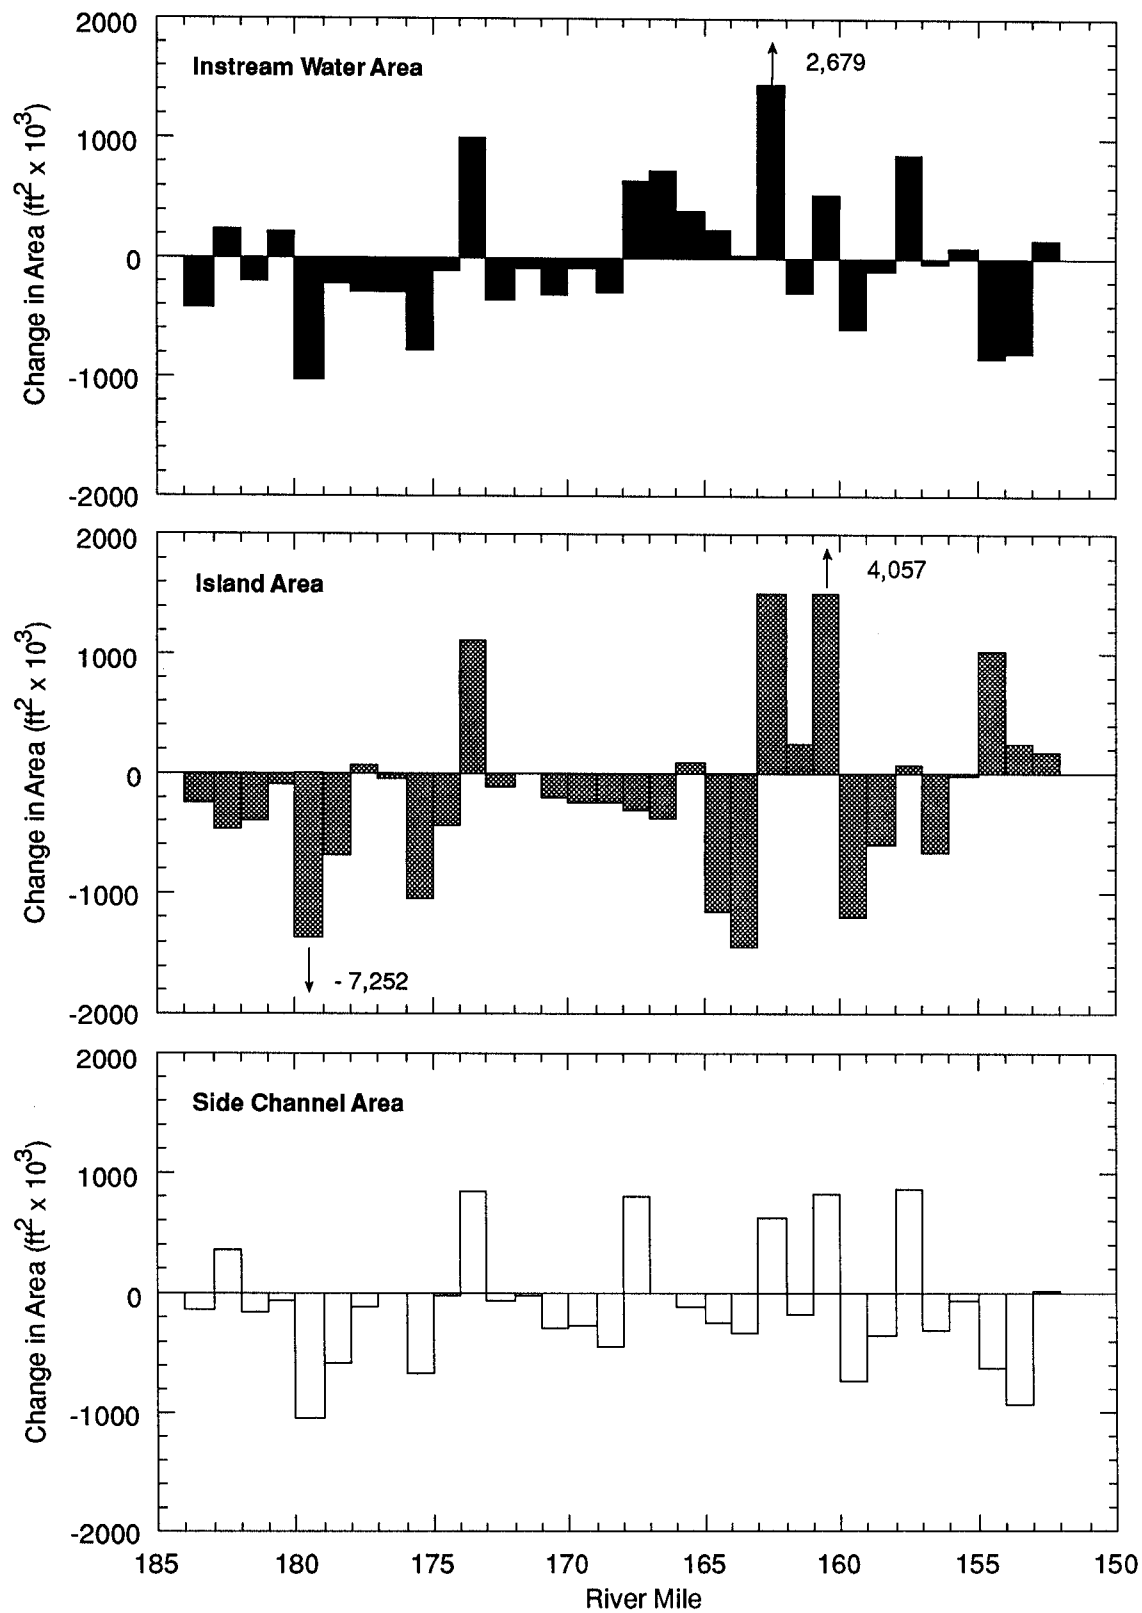 2000
Instream Water Area
2,679
1000
0
-1000
-2000
Change in Area (ft² x 10³)
2000
Island Area
4,057
1000
0
-1000
- 7,252
-2000
Change in Area (ft² x 10³)
2000
Side Channel Area
1000
0
-1000
-2000
Change in Area (ft² x 10³)
185 180 175 170 165 160 155 150
River Mile